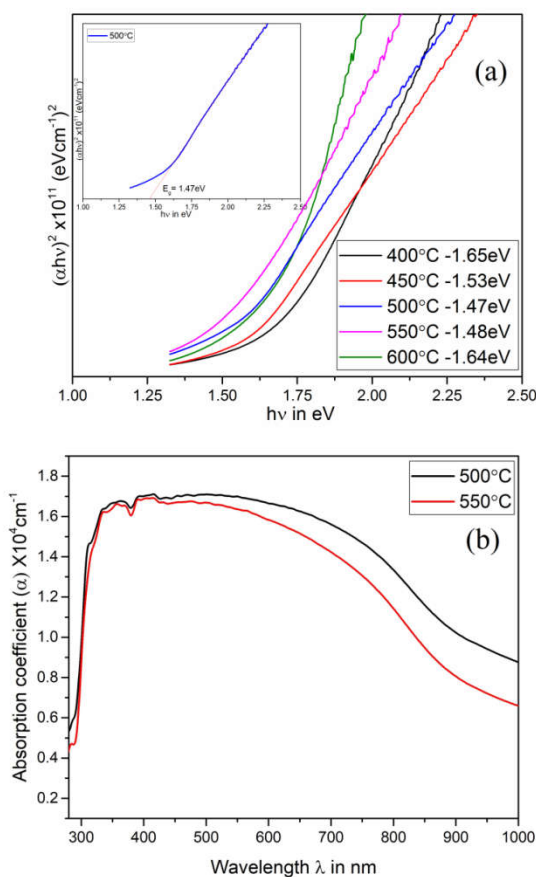 500°C
(αhν)² x10¹¹ (eVcm⁻¹)²
E_g = 1.47eV
1.00 1.25 1.50 1.75 2.00 2.25 2.50
hν in eV
(a)
(αhν)² x10¹¹ (eVcm⁻¹)²
400°C -1.65eV
450°C -1.53eV
500°C -1.47eV
550°C -1.48eV
600°C -1.64eV
1.00 1.25 1.50 1.75 2.00 2.25 2.50
hν in eV
500°C
550°C
(b)
Absorption coefficient (α) X10⁴cm⁻¹
1.8
1.6
1.4
1.2
1.0
0.8
0.6
0.4
0.2
300 400 500 600 700 800 900 1000
Wavelength λ in nm